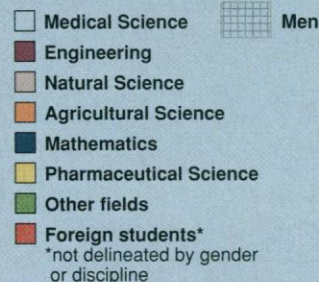 Medical Science
Men
Engineering
Natural Science
Agricultural Science
Mathematics
Pharmaceutical Science
Other fields
Foreign students*
*not delineated by gender
or discipline